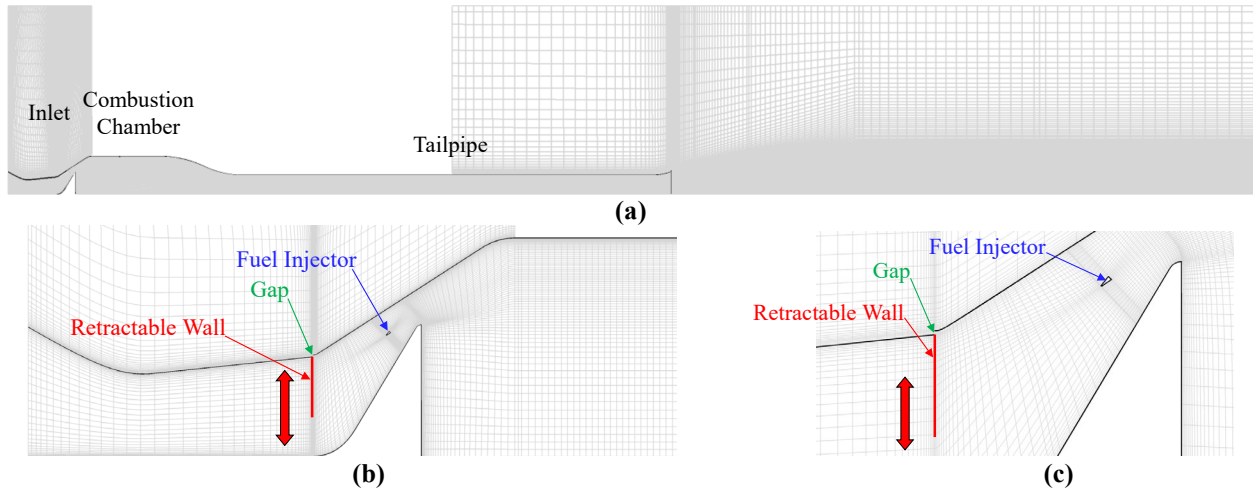 Inlet
Combustion
Chamber
Tailpipe
(a)
Fuel Injector
Gap
Retractable Wall
(b)
Fuel Injector
Gap
Retractable Wall
(c)